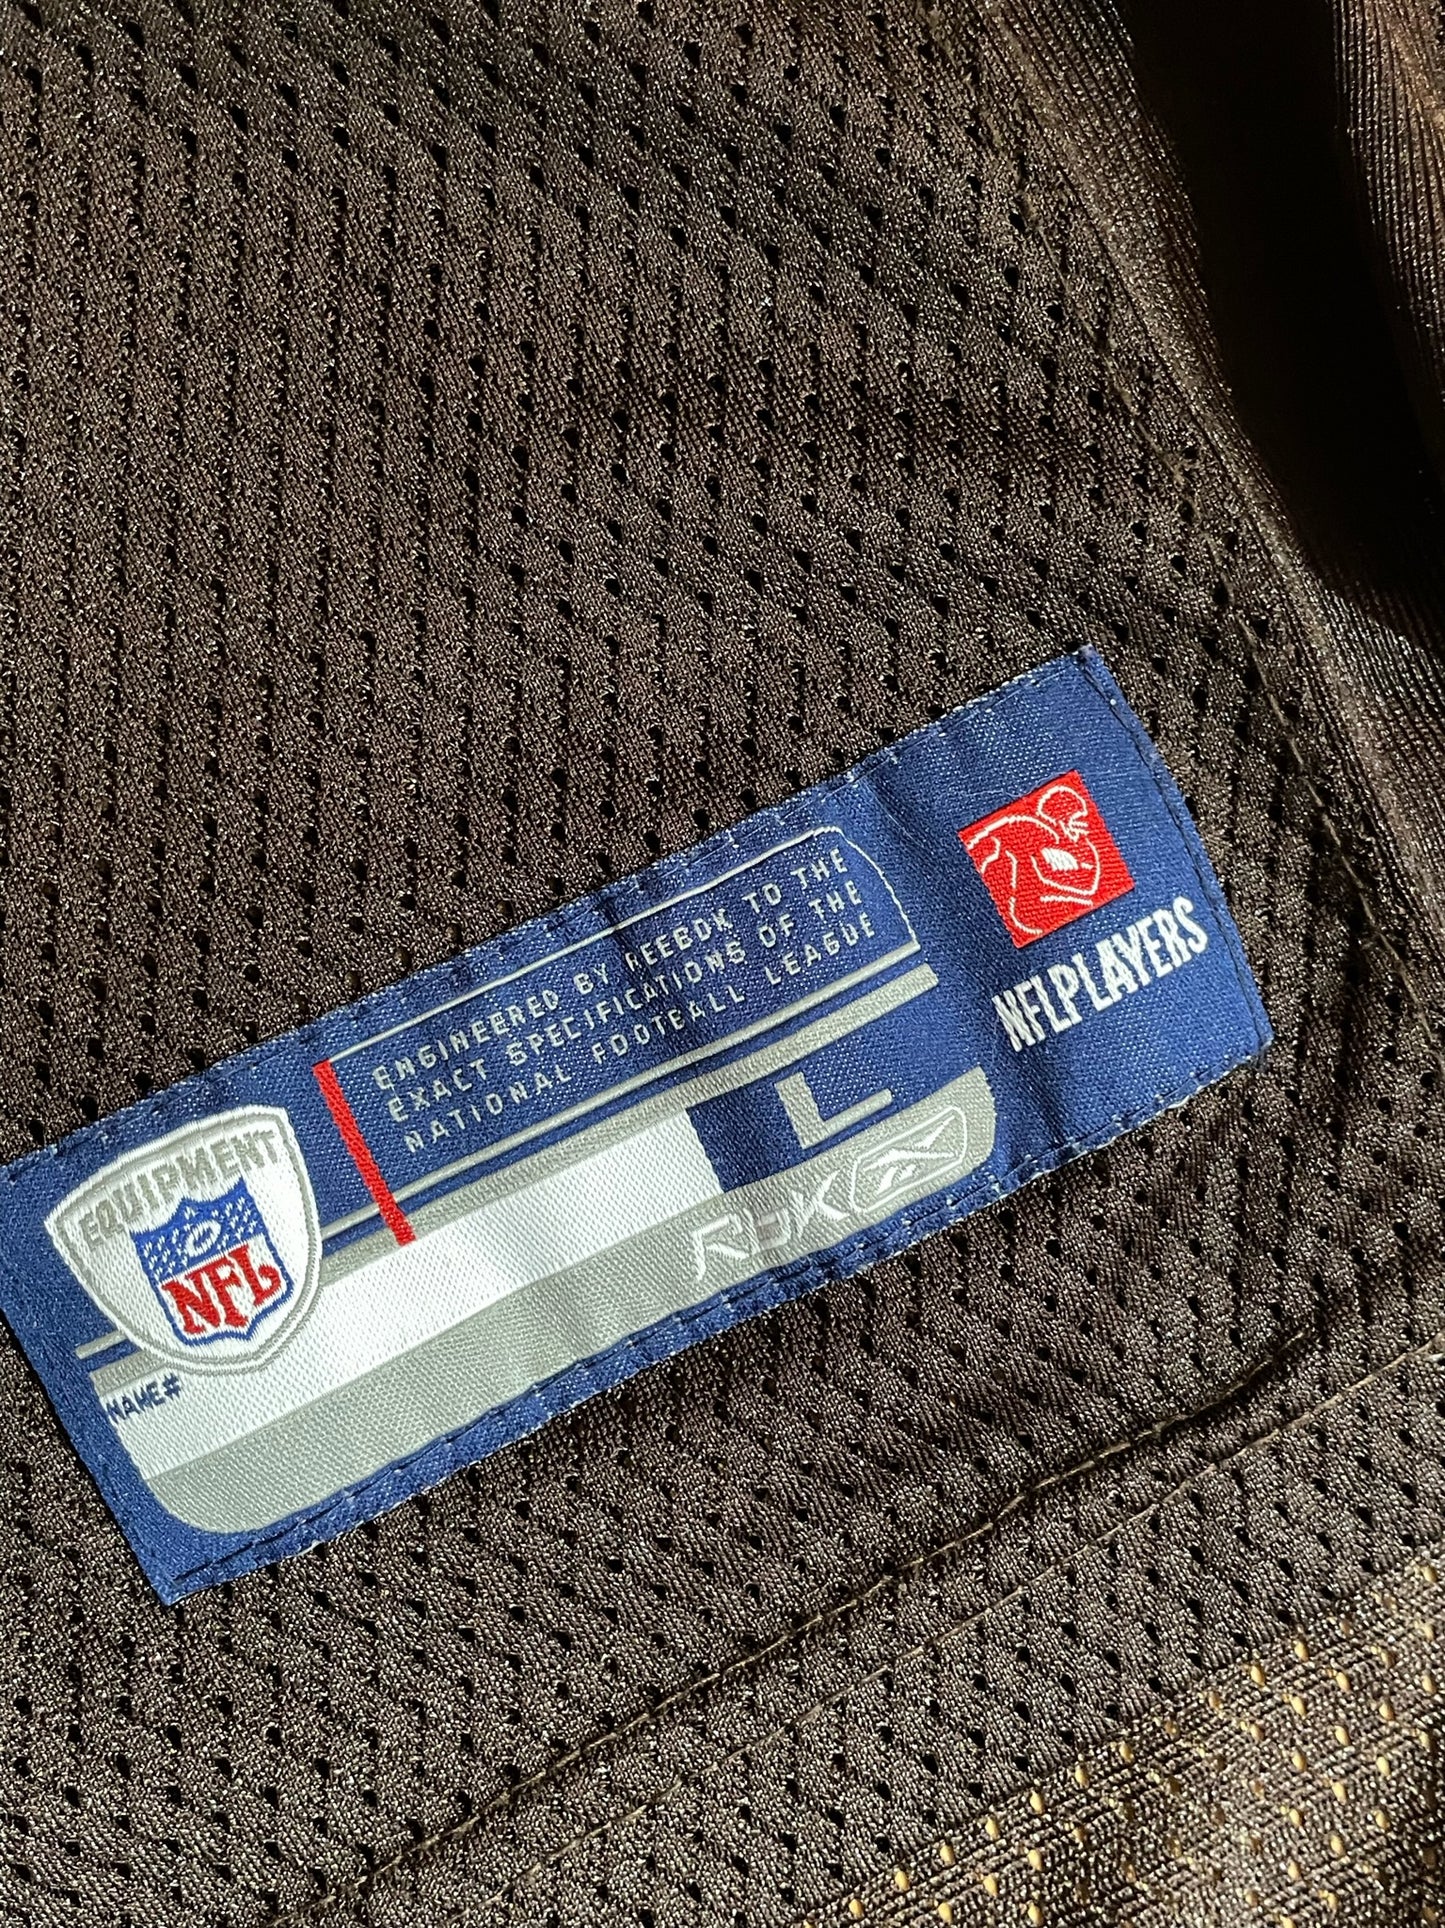 ENGINEERED BY REEBOK TO THE
EXACT SPECIFICATIONS OF THE
NATIONAL FOOTBALL LEAGUE
NFLPLAYERS
L
RBK
EQUIPMENT
NFL
NAME#